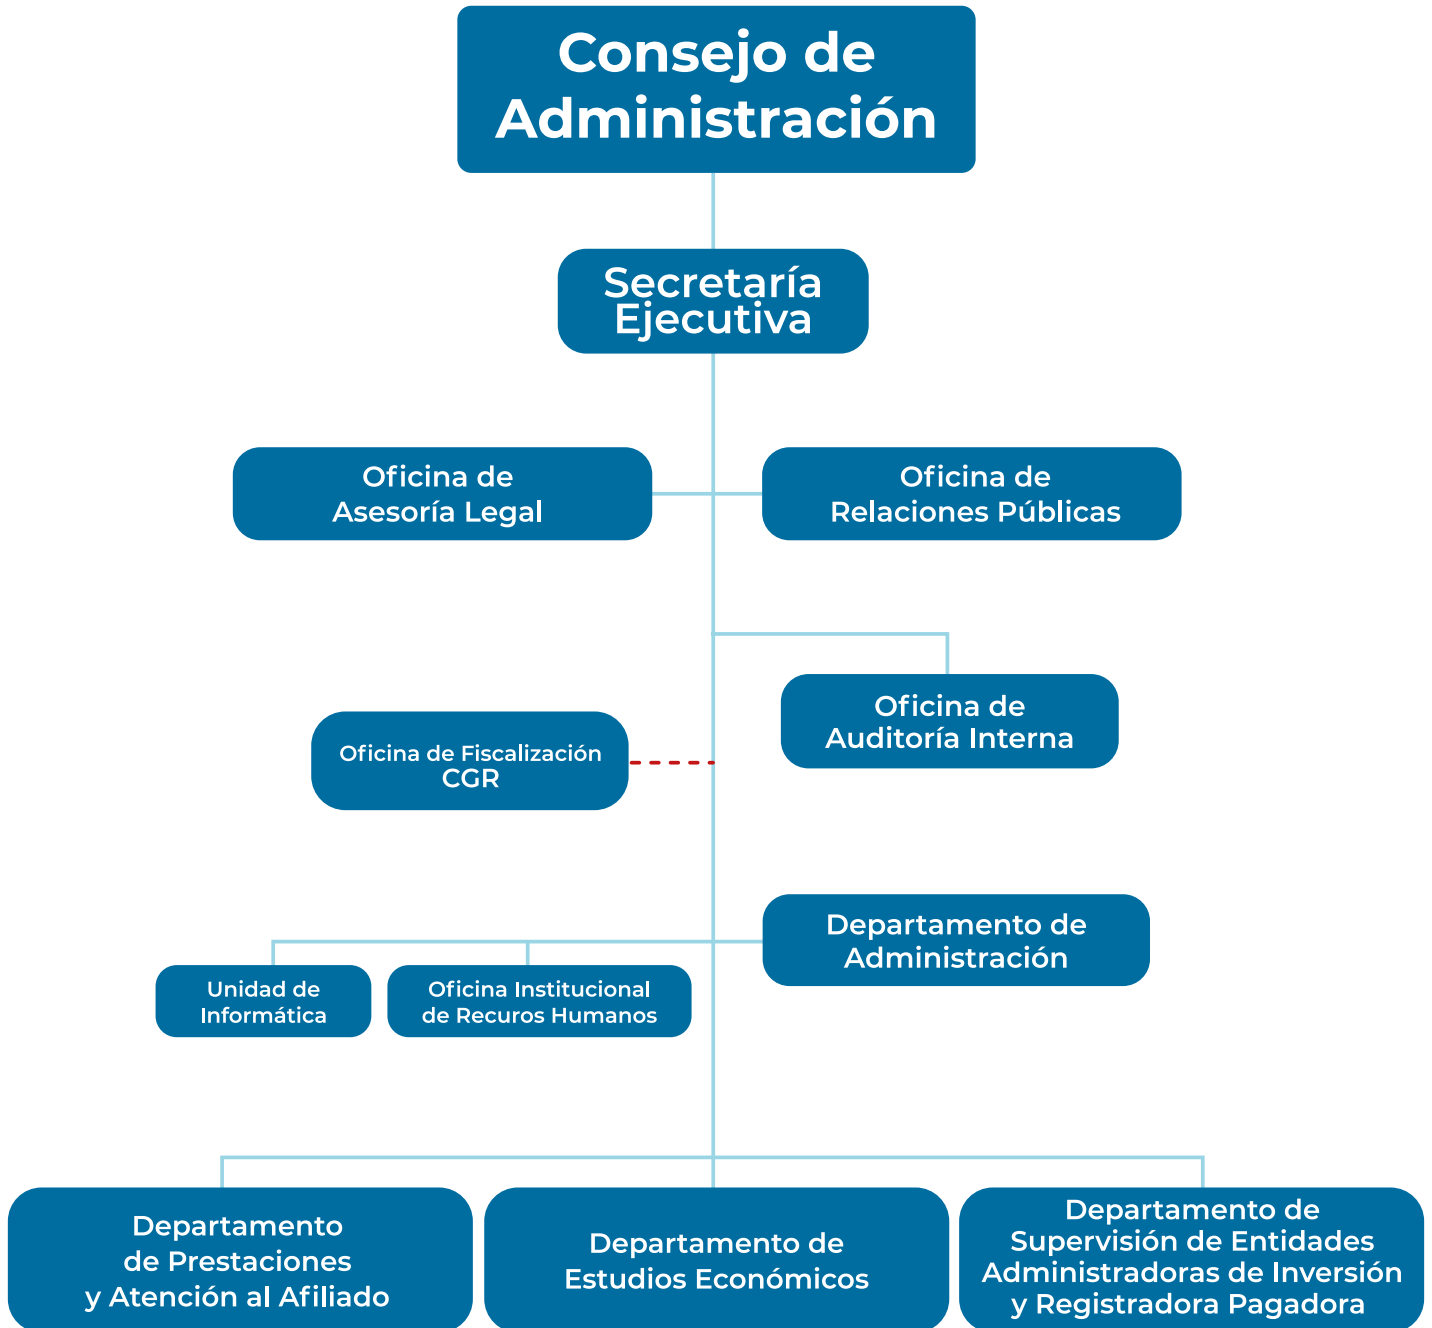 Consejo de
Administración
Secretaría
Ejecutiva
Oficina de
Asesoría Legal
Oficina de
Relaciones Públicas
Oficina de
Auditoría Interna
Oficina de Fiscalización
CGR
Departamento de
Administración
Unidad de
Informática
Oficina Institucional
de Recuros Humanos
Departamento
de Prestaciones
y Atención al Afiliado
Departamento de
Estudios Económicos
Departamento de
Supervisión de Entidades
Administradoras de Inversión
y Registradora Pagadora